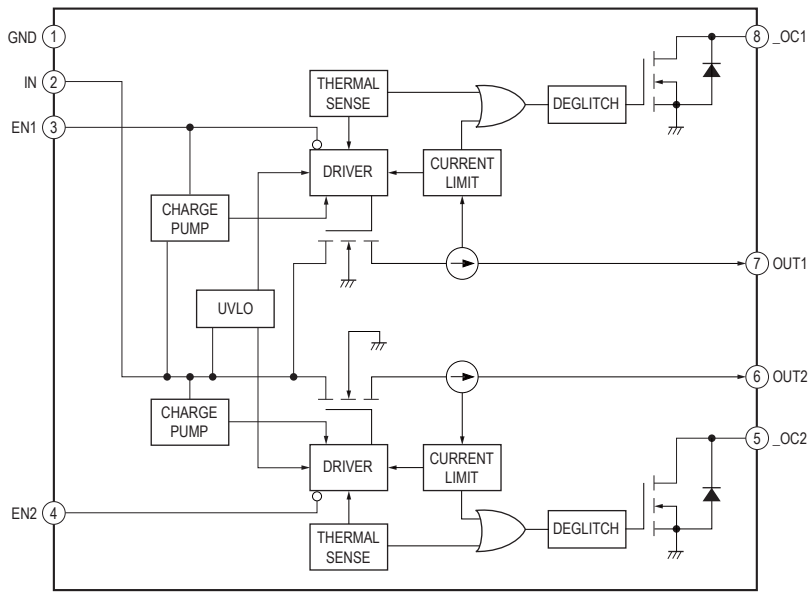 GND 1
IN 2
EN1 3
8 _OC1
THERMAL
SENSE
DEGLITCH
DRIVER
CURRENT
LIMIT
CHARGE
PUMP
7 OUT1
UVLO
6 OUT2
CHARGE
PUMP
5 _OC2
DRIVER
CURRENT
LIMIT
EN2 4
THERMAL
SENSE
DEGLITCH